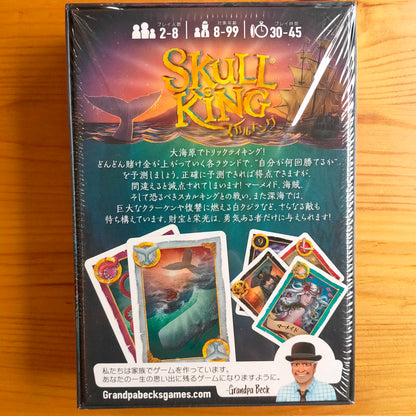 プレイ人数
2-8
対象年齢
8-99
プレイ時間
30-45
SKULL
KING
スカルキング
大海原でトリックテイキング!
どんどん賭け金が上がっていく各ラウンドで、"自分が何回勝てるか"
を予測しましょう。正確に予測できれば得点できますが、
間違えると減点されてしまいます! マーメイド、海賊、
そして恐るべきスカルキングとの戦い。また深海では、
巨大なクラーケンや復讐に燃える白クジラなど、さらなる敵も
待ち構えています。財宝と栄光は、勇気ある者だけに与えられます!
9
マーメイド
私たちは家族でゲームを作っています。
あなたの一生の思い出に残るゲームになりますように。
-Grandpa Beck
Grandpabecksgames.com